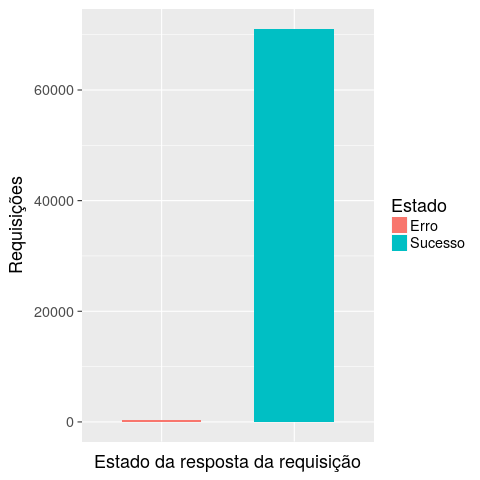 Requisições
60000
40000
20000
0
Estado da resposta da requisição
Estado
Erro
Sucesso